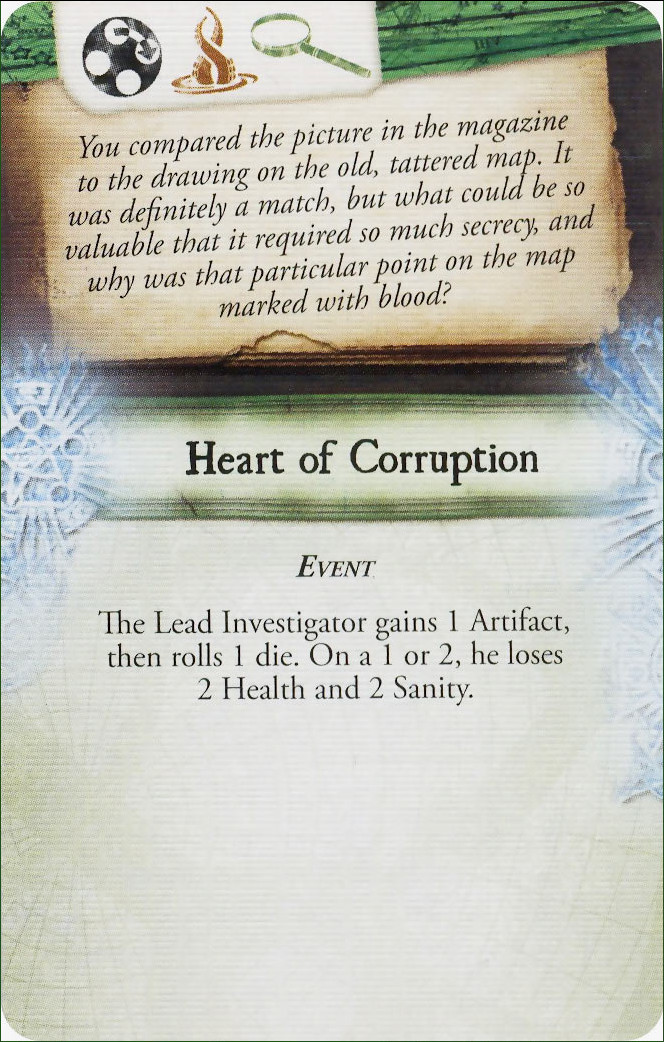 You compared the picture in the magazine
to the drawing on the old, tattered map. It
was definitely a match, but what could be so
valuable that it required so much secrecy, and
why was that particular point on the map
marked with blood?
Heart of Corruption
EVENT
The Lead Investigator gains 1 Artifact,
then rolls 1 die. On a 1 or 2, he loses
2 Health and 2 Sanity.